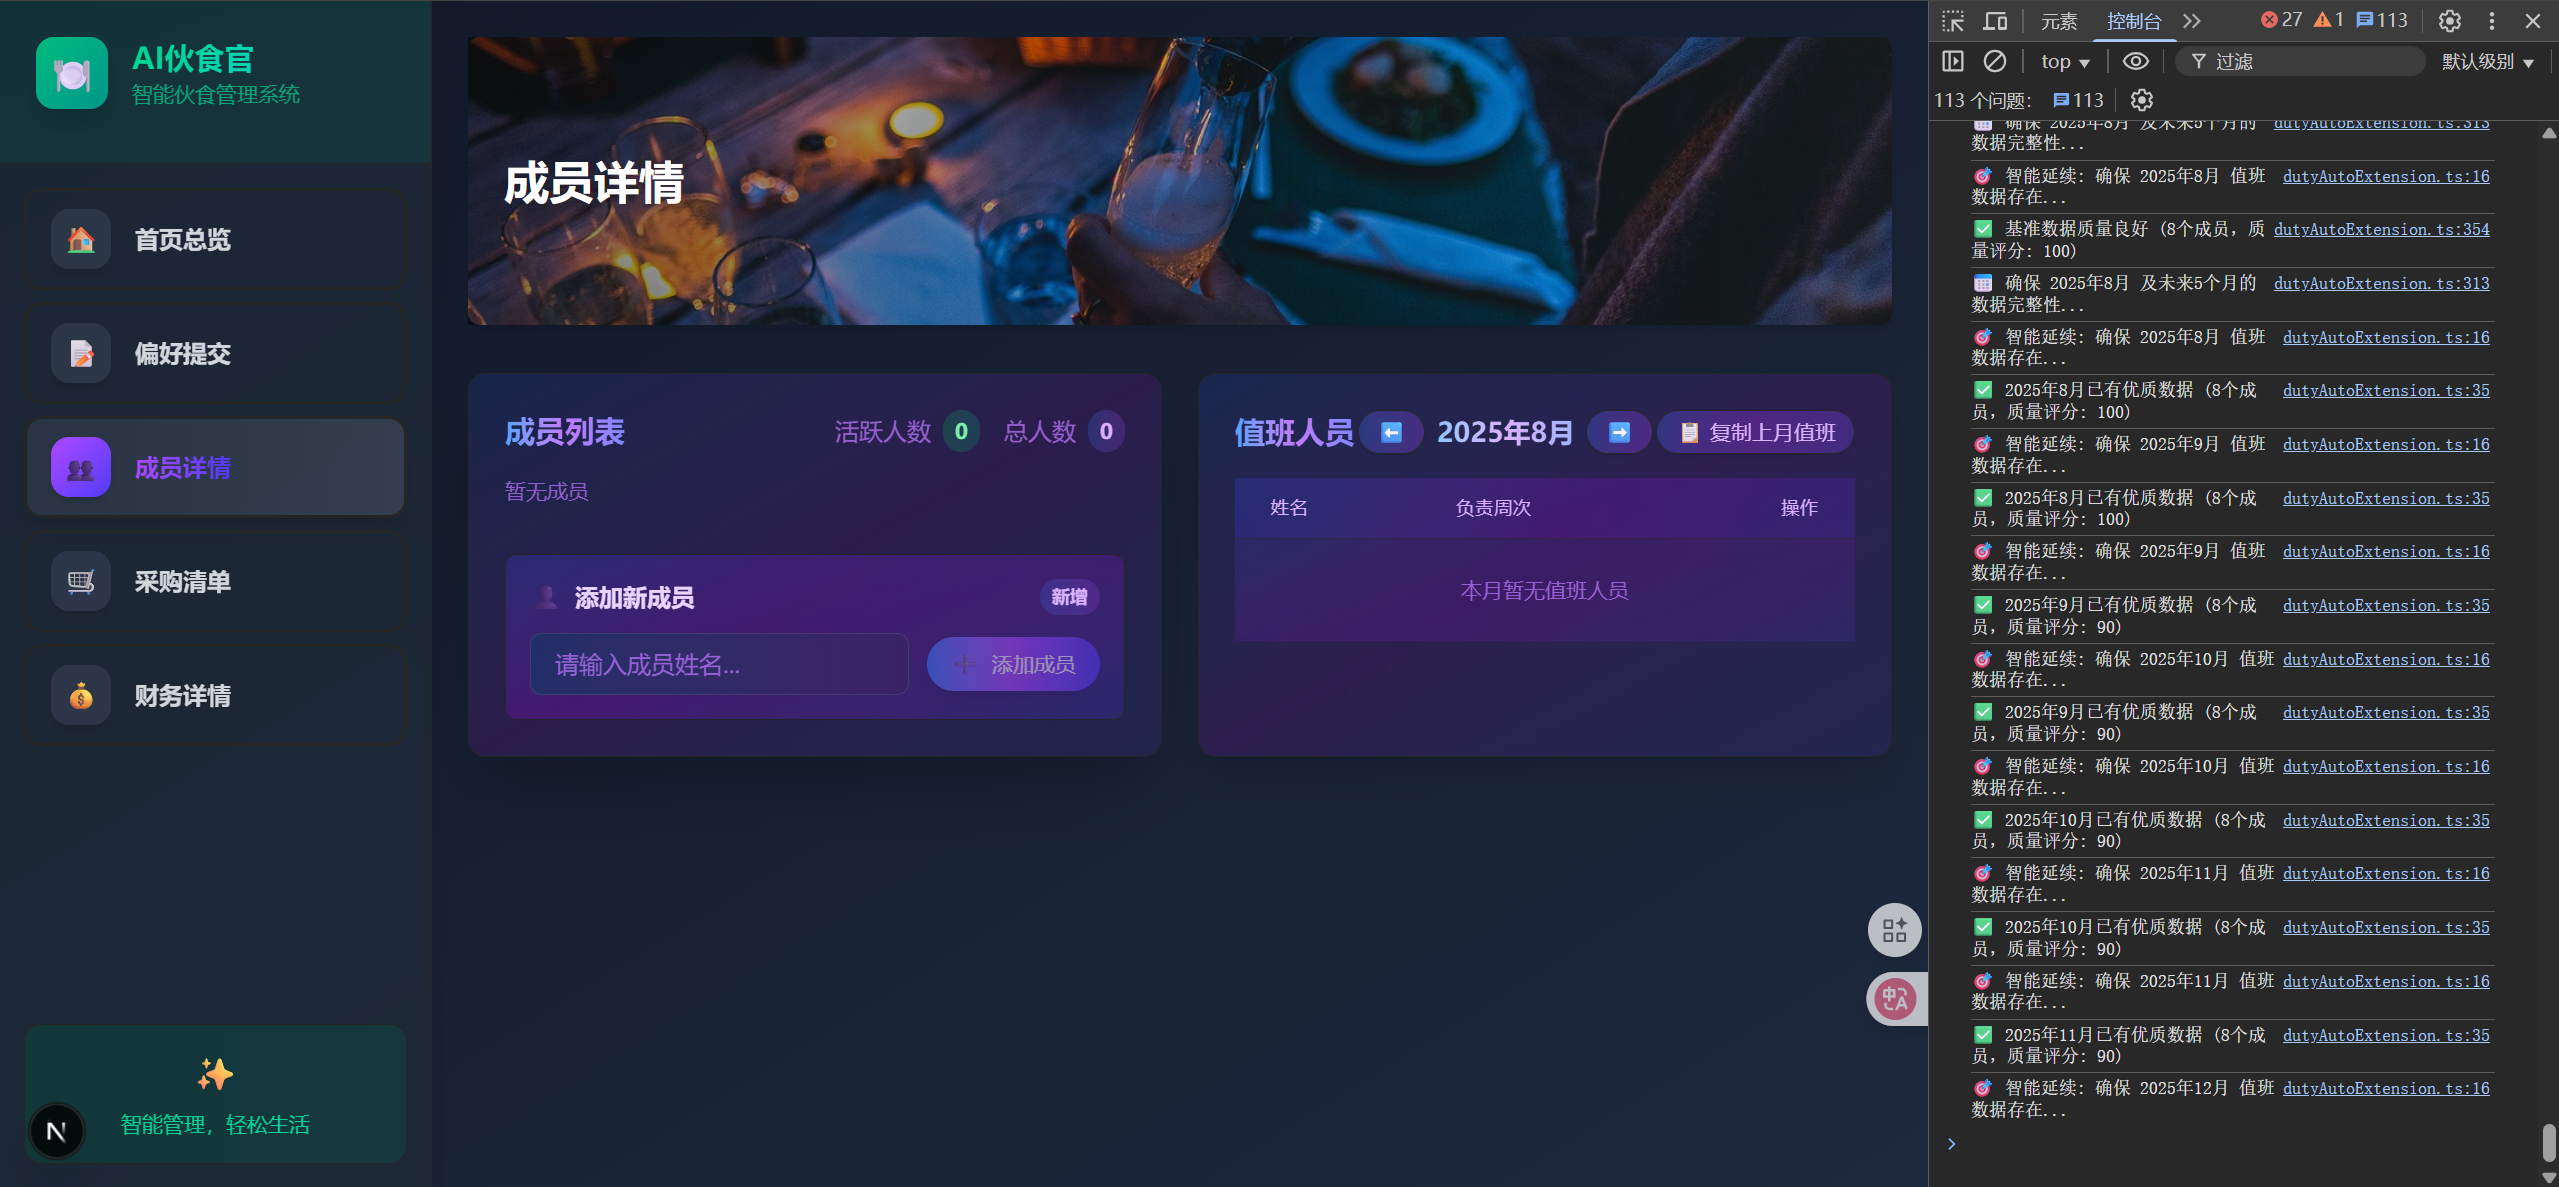 AI伙食官
智能伙食管理系统
首页总览
偏好提交
成员详情
采购清单
财务详情
智能管理，轻松生活
N
成员详情
成员列表
活跃人数 0 总人数 0
暂无成员
添加新成员
新增
请输入成员姓名...
添加成员
值班人员
2025年8月
复制上月值班
姓名 负责周次 操作
本月暂无值班人员
中A
元素 控制台 27 1 113
top 过滤 默认级别
113 个问题： 113
确保 2025年8月 及未来5个月的 dutyAutoExtension.ts:313
数据完整性...
智能延续: 确保 2025年8月 值班 dutyAutoExtension.ts:16
数据存在...
基准数据质量良好 (8个成员, 质 dutyAutoExtension.ts:354
量评分: 100)
确保 2025年8月 及未来5个月的 dutyAutoExtension.ts:313
数据完整性...
智能延续: 确保 2025年8月 值班 dutyAutoExtension.ts:16
数据存在...
2025年8月已有优质数据 (8个成 dutyAutoExtension.ts:35
员, 质量评分: 100)
智能延续: 确保 2025年9月 值班 dutyAutoExtension.ts:16
数据存在...
2025年8月已有优质数据 (8个成 dutyAutoExtension.ts:35
员, 质量评分: 100)
智能延续: 确保 2025年9月 值班 dutyAutoExtension.ts:16
数据存在...
2025年9月已有优质数据 (8个成 dutyAutoExtension.ts:35
员, 质量评分: 90)
智能延续: 确保 2025年10月 值班 dutyAutoExtension.ts:16
数据存在...
2025年9月已有优质数据 (8个成 dutyAutoExtension.ts:35
员, 质量评分: 90)
智能延续: 确保 2025年10月 值班 dutyAutoExtension.ts:16
数据存在...
2025年10月已有优质数据 (8个成 dutyAutoExtension.ts:35
员, 质量评分: 90)
智能延续: 确保 2025年11月 值班 dutyAutoExtension.ts:16
数据存在...
2025年10月已有优质数据 (8个成 dutyAutoExtension.ts:35
员, 质量评分: 90)
智能延续: 确保 2025年11月 值班 dutyAutoExtension.ts:16
数据存在...
2025年11月已有优质数据 (8个成 dutyAutoExtension.ts:35
员, 质量评分: 90)
智能延续: 确保 2025年12月 值班 dutyAutoExtension.ts:16
数据存在...